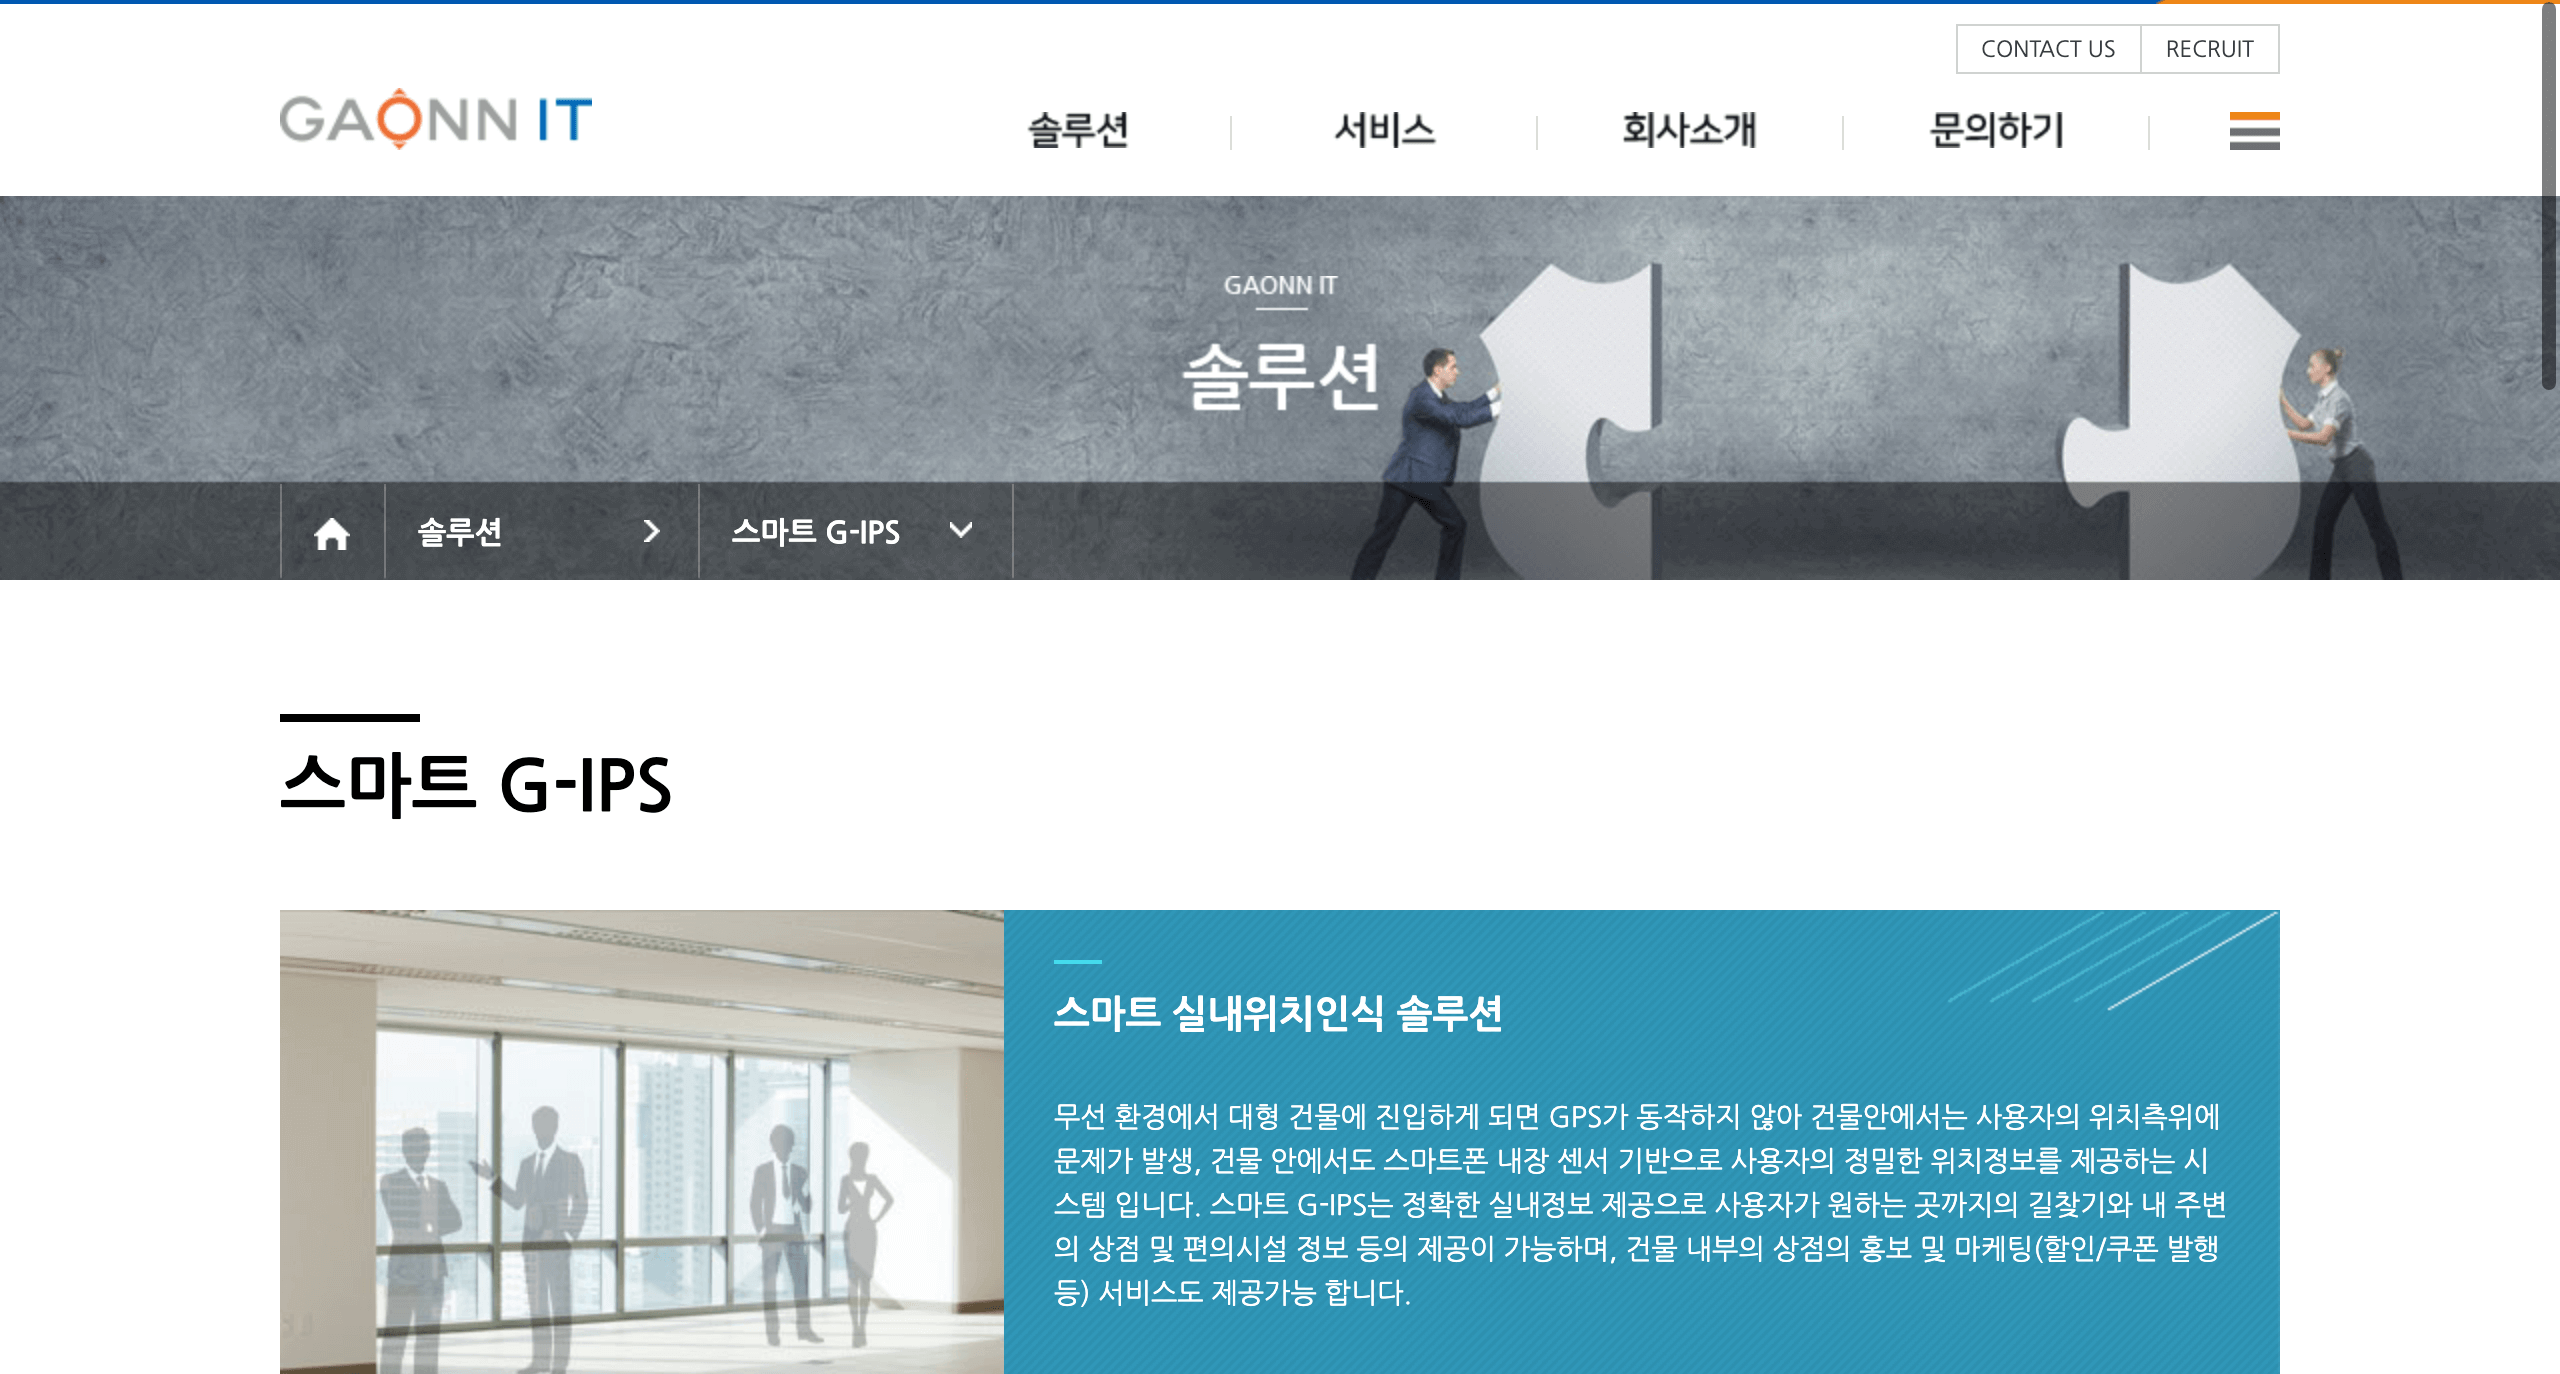 CONTACT US
RECRUIT
GAONN IT
솔루션
서비스
회사소개
문의하기
GAONN IT
솔루션
솔루션
스마트 G-IPS
스마트 G-IPS
스마트 실내위치인식 솔루션
무선 환경에서 대형 건물에 진입하게 되면 GPS가 동작하지 않아 건물안에서는 사용자의 위치측위에
문제가 발생, 건물 안에서도 스마트폰 내장 센서 기반으로 사용자의 정밀한 위치정보를 제공하는 시
스템 입니다. 스마트 G-IPS는 정확한 실내정보 제공으로 사용자가 원하는 곳까지의 길찾기와 내 주변
의 상점 및 편의시설 정보 등의 제공이 가능하며, 건물 내부의 상점의 홍보 및 마케팅(할인/쿠폰 발행
등) 서비스도 제공가능 합니다.